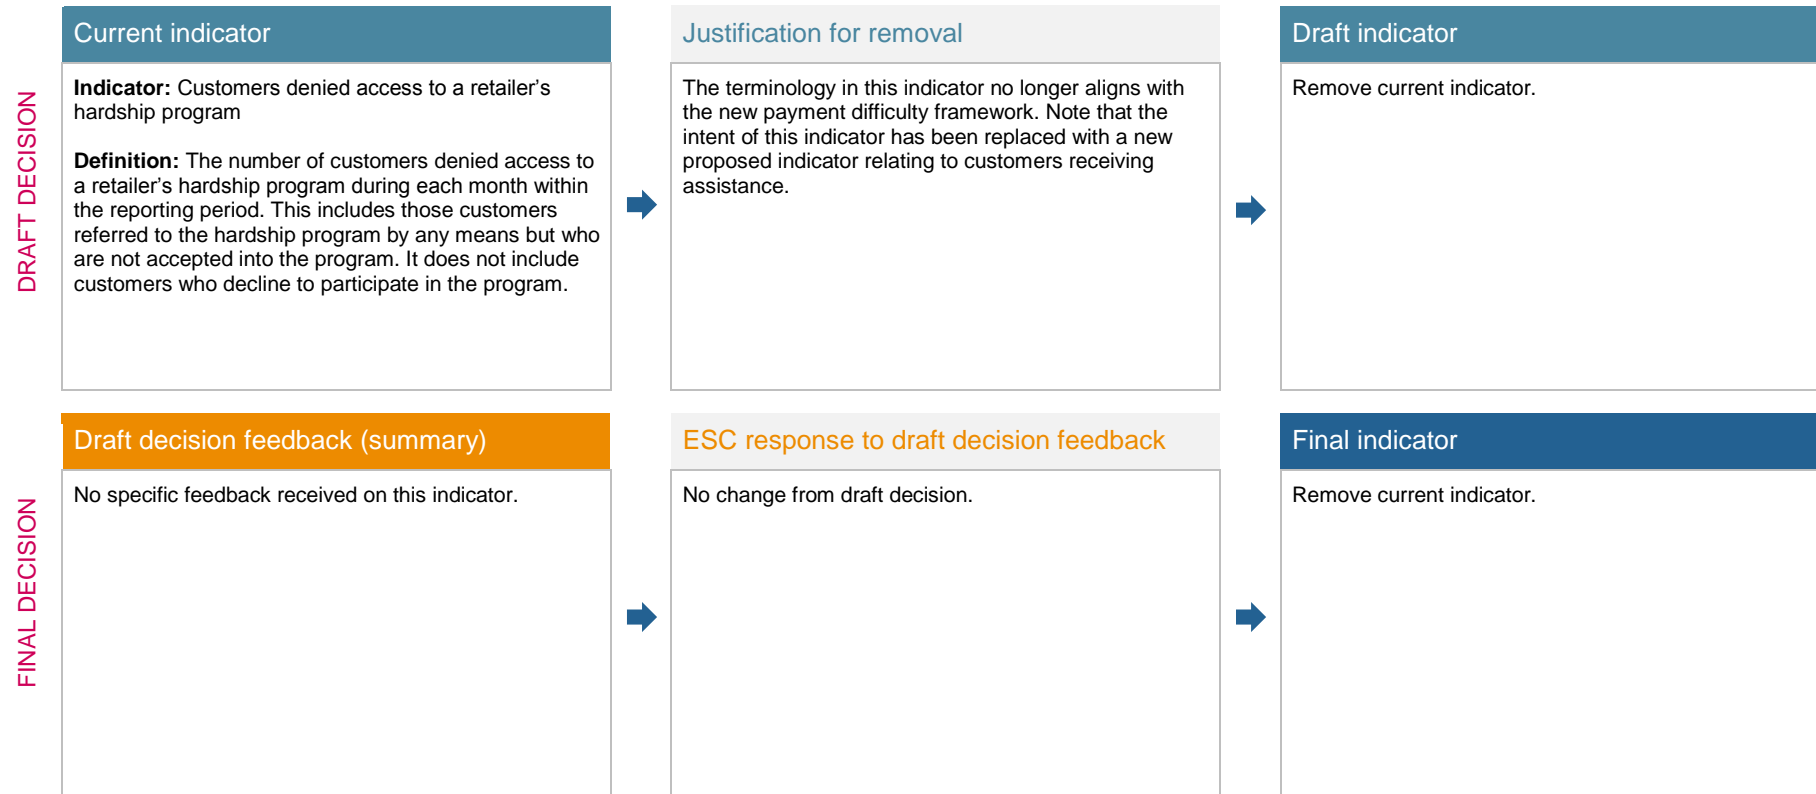 DRAFT DECISION
Current indicator
Indicator: Customers denied access to a retailer's
hardship program
Definition: The number of customers denied access to
a retailer's hardship program during each month within
the reporting period. This includes those customers
referred to the hardship program by any means but who
are not accepted into the program. It does not include
customers who decline to participate in the program.
Justification for removal
The terminology in this indicator no longer aligns with
the new payment difficulty framework. Note that the
intent of this indicator has been replaced with a new
proposed indicator relating to customers receiving
assistance.
Draft indicator
Remove current indicator.
FINAL DECISION
Draft decision feedback (summary)
No specific feedback received on this indicator.
ESC response to draft decision feedback
No change from draft decision.
Final indicator
Remove current indicator.